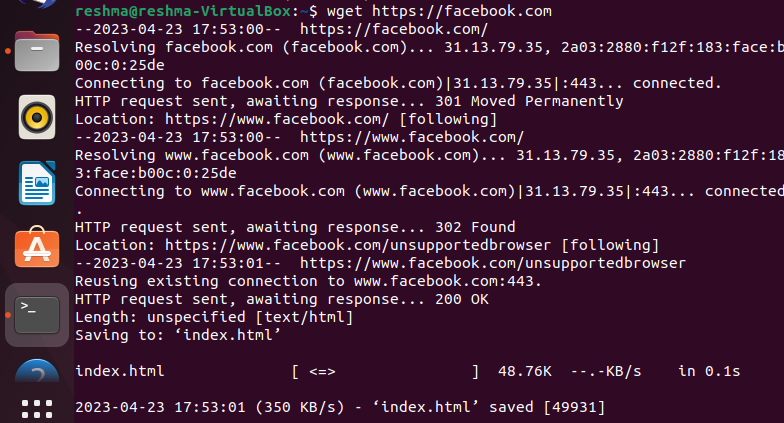 reshma@reshma-VirtualBox:~$ wget https://facebook.com
--2023-04-23 17:53:00--  https://facebook.com/
Resolving facebook.com (facebook.com)... 31.13.79.35, 2a03:2880:f12f:183:face:b
00c:0:25de
Connecting to facebook.com (facebook.com)|31.13.79.35|:443... connected.
HTTP request sent, awaiting response... 301 Moved Permanently
Location: https://www.facebook.com/ [following]
--2023-04-23 17:53:00--  https://www.facebook.com/
Resolving www.facebook.com (www.facebook.com)... 31.13.79.35, 2a03:2880:f12f:18
3:face:b00c:0:25de
Connecting to www.facebook.com (www.facebook.com)|31.13.79.35|:443... connected
.
HTTP request sent, awaiting response... 302 Found
Location: https://www.facebook.com/unsupportedbrowser [following]
--2023-04-23 17:53:01--  https://www.facebook.com/unsupportedbrowser
Reusing existing connection to www.facebook.com:443.
HTTP request sent, awaiting response... 200 OK
Length: unspecified [text/html]
Saving to: ‘index.html’

index.html              [ <=>                ]  48.76K  --.-KB/s    in 0.1s

2023-04-23 17:53:01 (350 KB/s) - ‘index.html’ saved [49931]